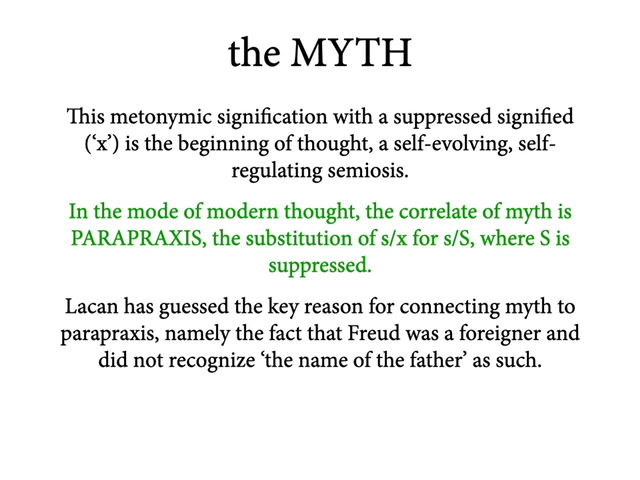 the MYTH
This metonymic signification with a suppressed signified
(‘x’) is the beginning of thought, a self-evolving, self-
regulating semiosis.
In the mode of modern thought, the correlate of myth is
PARAPRAXIS, the substitution of s/x for s/S, where S is
suppressed.
Lacan has guessed the key reason for connecting myth to
parapraxis, namely the fact that Freud was a foreigner and
did not recognize ‘the name of the father’ as such.